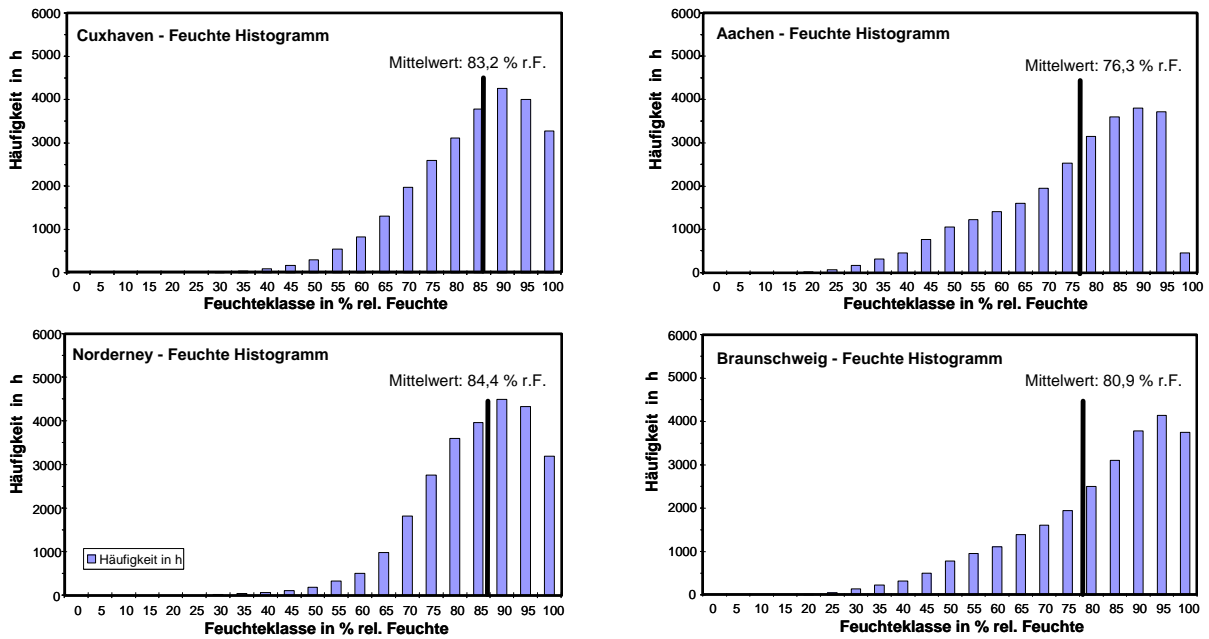 Cuxhaven - Feuchte Histogramm
Mittelwert: 83,2 % r.F.
Häufigkeit in h
6000
5000
4000
3000
2000
1000
0
0 5 10 15 20 25 30 35 40 45 50 55 60 65 70 75 80 85 90 95 100
Feuchteklasse in % rel. Feuchte
Aachen - Feuchte Histogramm
Mittelwert: 76,3 % r.F.
Häufigkeit in h
6000
5000
4000
3000
2000
1000
0
0 5 10 15 20 25 30 35 40 45 50 55 60 65 70 75 80 85 90 95 100
Feuchteklasse in % rel. Feuchte
Norderney - Feuchte Histogramm
Mittelwert: 84,4 % r.F.
Häufigkeit in h
6000
5000
4000
3000
2000
1000
0
Häufigkeit in h
0 5 10 15 20 25 30 35 40 45 50 55 60 65 70 75 80 85 90 95 100
Feuchteklasse in % rel. Feuchte
Braunschweig - Feuchte Histogramm
Mittelwert: 80,9 % r.F.
Häufigkeit in h
6000
5000
4000
3000
2000
1000
0
0 5 10 15 20 25 30 35 40 45 50 55 60 65 70 75 80 85 90 95 100
Feuchteklasse in % rel. Feuchte